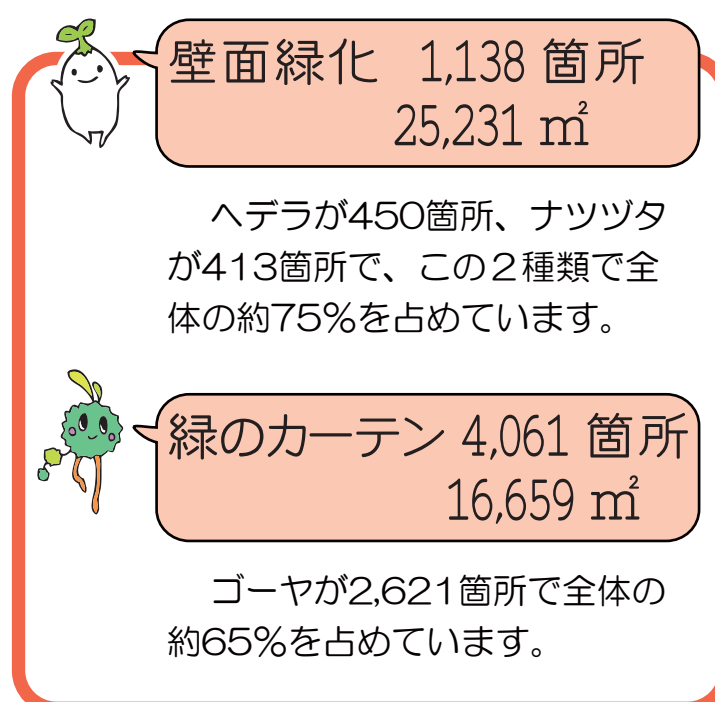 壁面緑化 1,138 箇所
25,231 ㎡
ヘデラが450箇所、ナツヅタ
が413箇所で、この２種類で全
体の約75%を占めています。
緑のカーテン 4,061 箇所
16,659 ㎡
ゴーヤが2,621箇所で全体の
約65%を占めています。